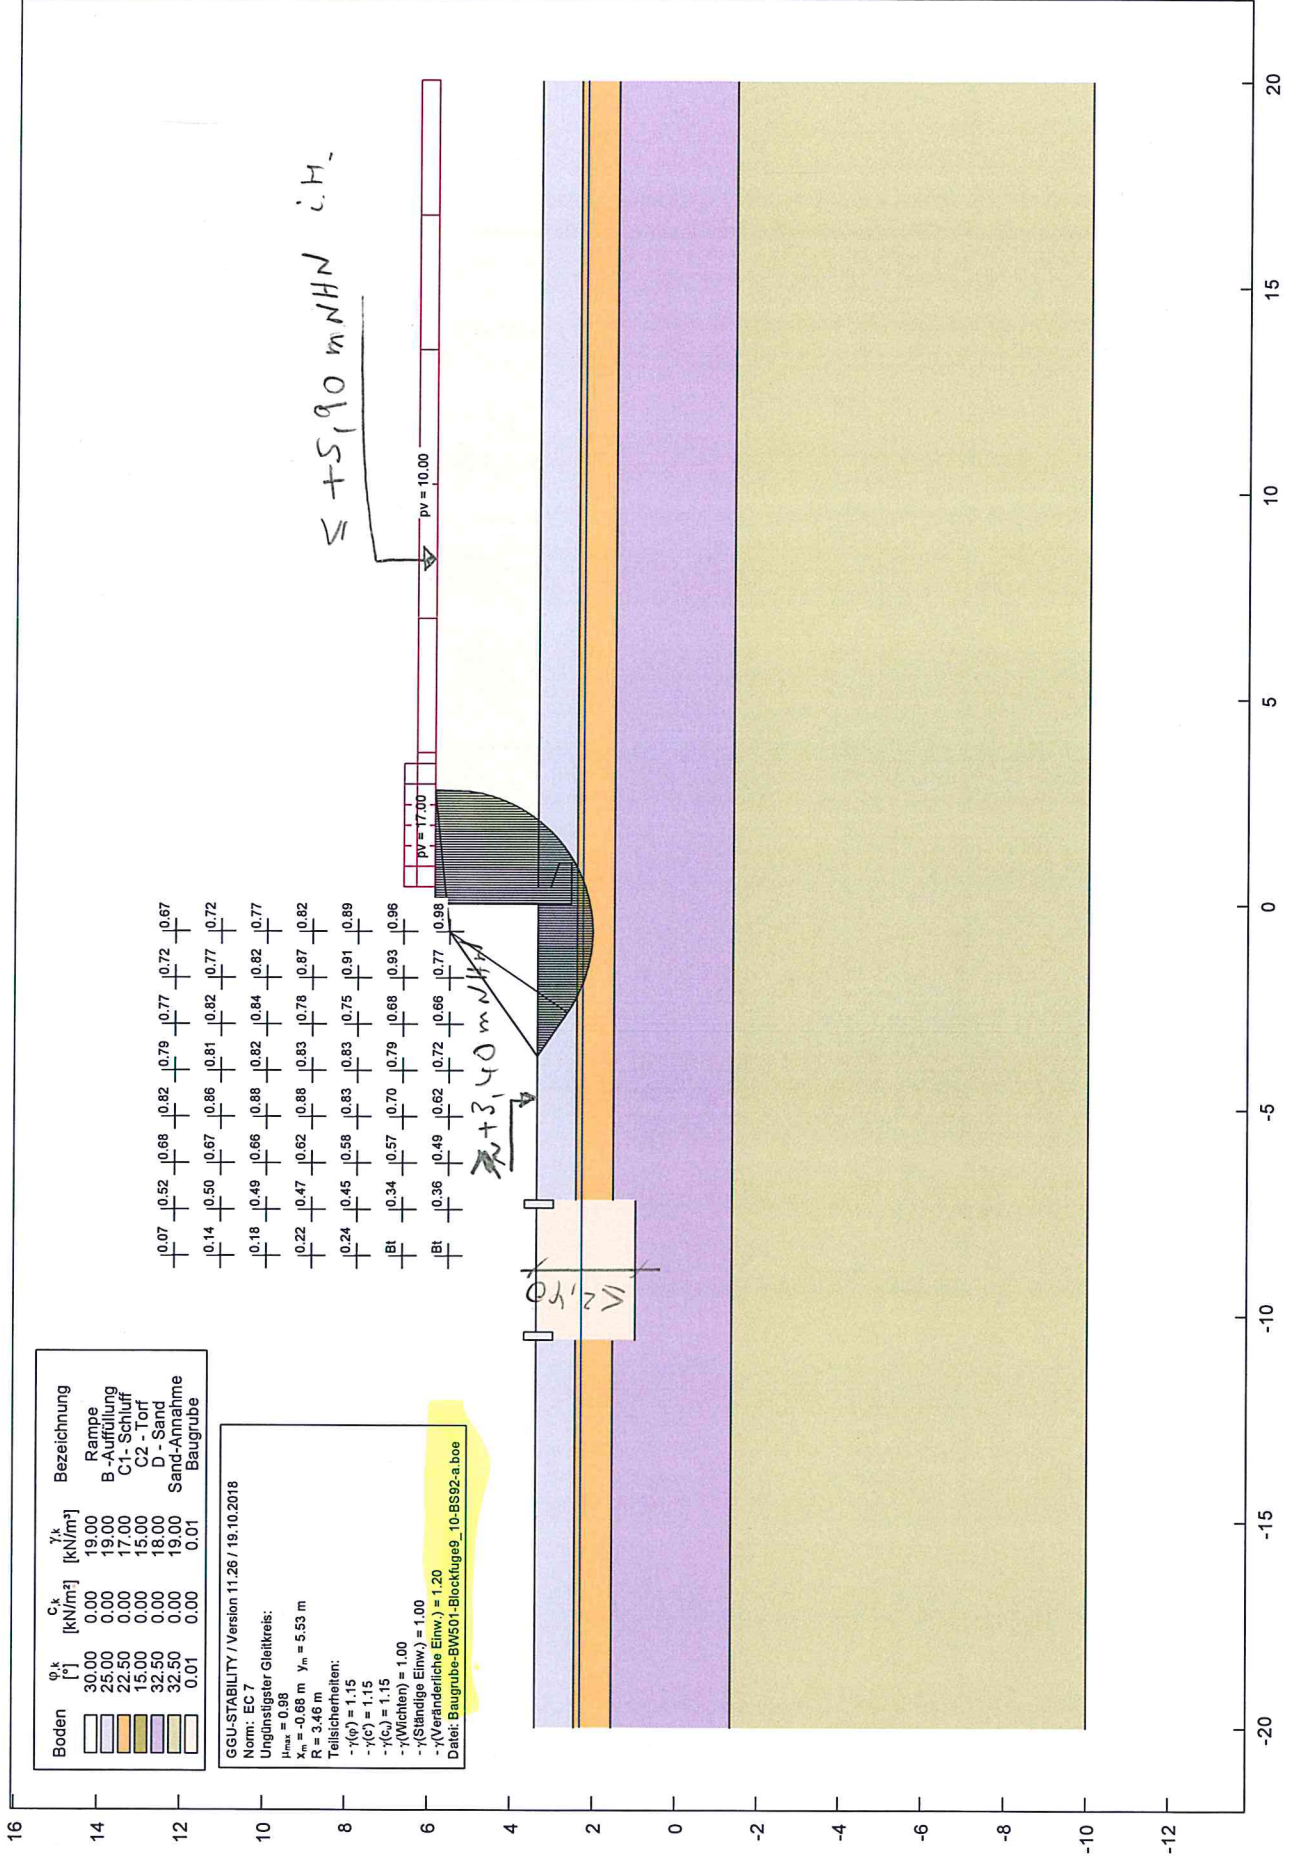 Boden φ,k [°] c,k [kN/m²] γ,k [kN/m³] Bezeichnung
30.00 0.00 19.00 Rampe
25.00 0.00 19.00 B -Auffüllung
22.50 0.00 17.00 C1- Schluff
15.00 0.00 15.00 C2 - Torf
32.50 0.00 18.00 D - Sand
32.50 0.00 19.00 Sand-Annahme
0.01 0.00 0.01 Baugrube
GGU-STABILITY / Version 11.26 / 19.10.2018
Norm: EC 7
Ungünstigster Gleitkreis:
μmax = 0.98
xm = -0.68 m ym = 5.53 m
R = 3.46 m
Teilsicherheiten:
- γ(φ') = 1.15
- γ(c') = 1.15
- γ(cu) = 1.15
- γ(Wichten) = 1.00
- γ(Ständige Einw.) = 1.00
- γ(Veränderliche Einw.) = 1.20
Datei: Baugrube-BW501-Blockfuge9_10-BS92-a.boe
0.07 0.52 0.68 0.82 0.79 0.77 0.72 0.67
0.14 0.50 0.67 0.86 0.81 0.82 0.77 0.72
0.18 0.49 0.66 0.88 0.82 0.84 0.82 0.77
0.22 0.47 0.62 0.88 0.83 0.78 0.87 0.82
0.24 0.45 0.58 0.83 0.83 0.75 0.91 0.89
Bt 0.34 0.57 0.70 0.79 0.68 0.93 0.96
Bt 0.36 0.49 0.62 0.72 0.66 0.77 0.98
≤ +5,90 mNHN i.M.
pv = 17.00
pv = 10.00
+3,40 mNHN
≤ 2,40
16
14
12
10
8
6
4
2
0
-2
-4
-6
-8
-10
-12
-20 -15 -10 -5 0 5 10 15 20